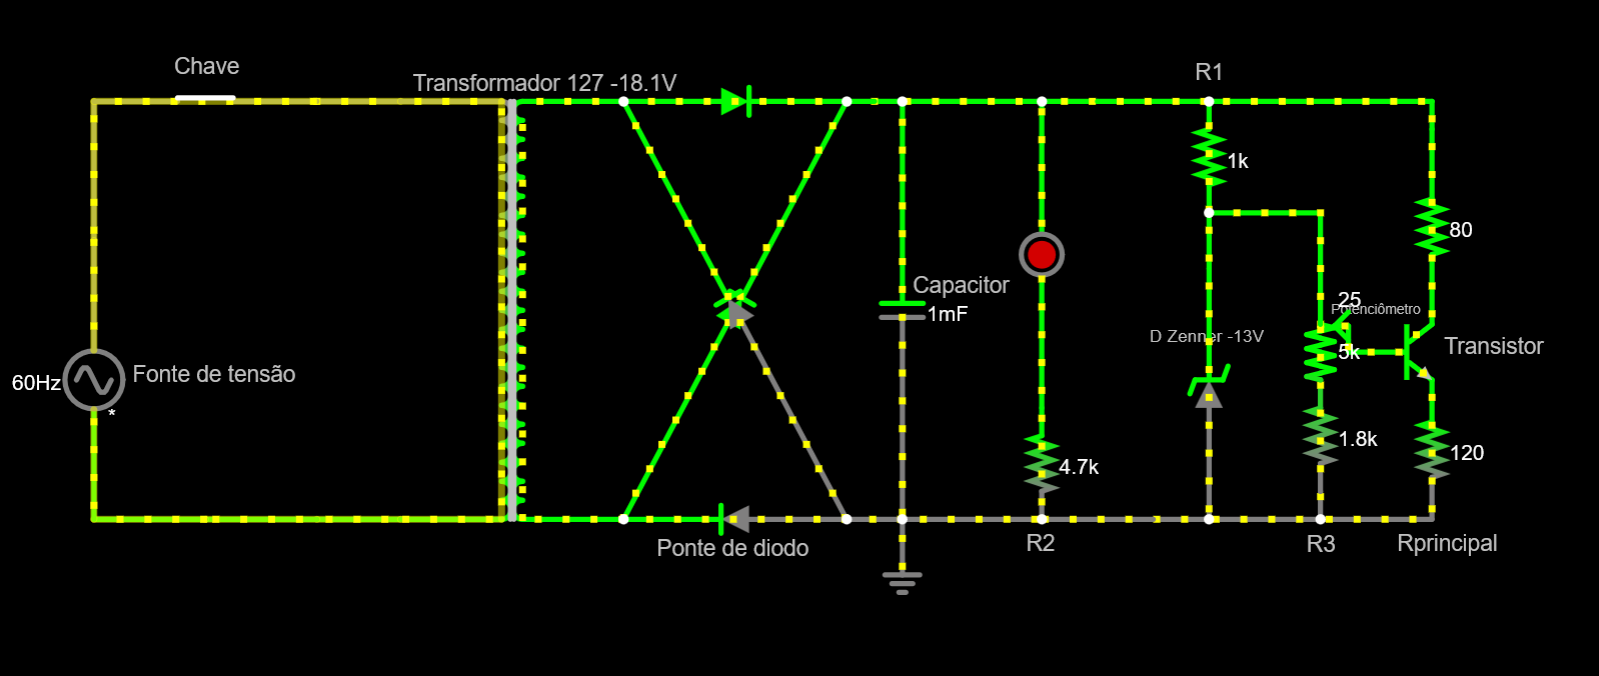 Chave
Transformador 127 -18.1V
R1
1k
80
Capacitor
1mF
25
Potenciômetro
D Zenner -13V
5k
Transistor
60Hz
Fonte de tensão
*
1.8k
120
4.7k
Ponte de diodo
R2
R3
Rprincipal